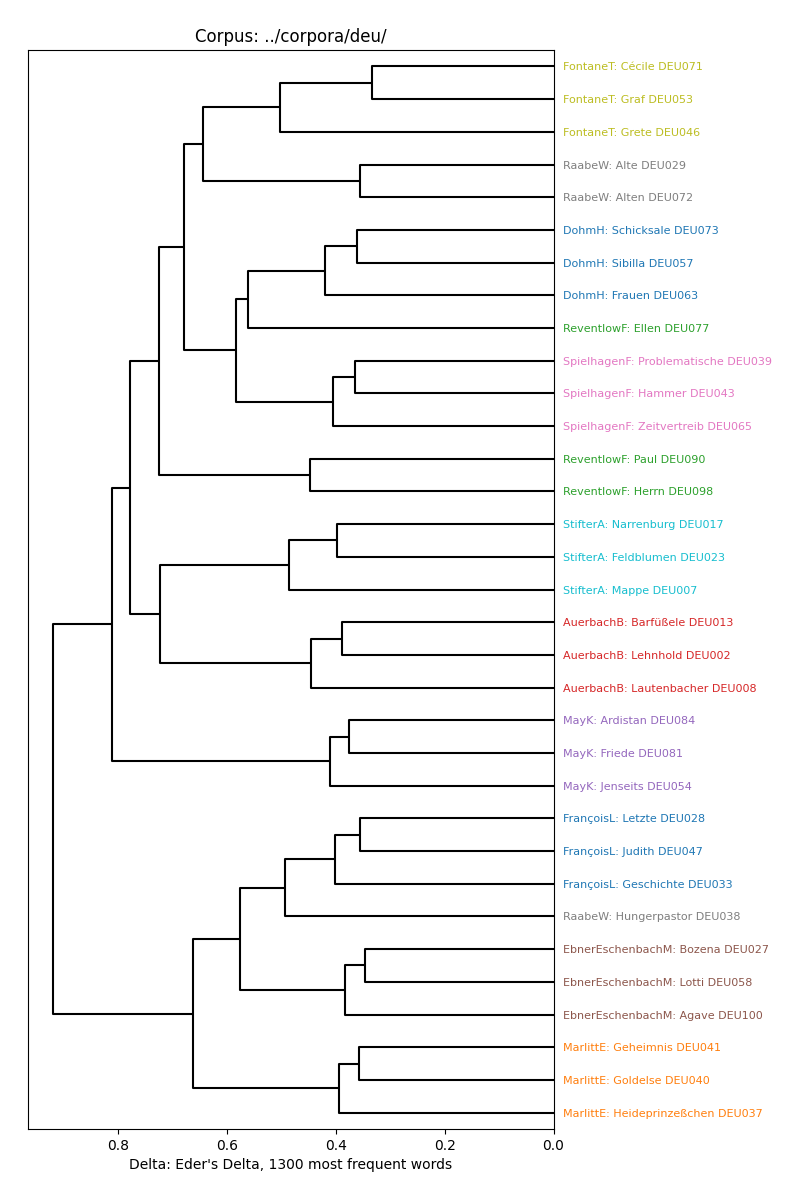 Corpus: ../corpora/deu/
FontaneT: Cécile DEU071
FontaneT: Graf DEU053
FontaneT: Grete DEU046
RaabeW: Alte DEU029
RaabeW: Alten DEU072
DohmH: Schicksale DEU073
DohmH: Sibilla DEU057
DohmH: Frauen DEU063
ReventlowF: Ellen DEU077
SpielhagenF: Problematische DEU039
SpielhagenF: Hammer DEU043
SpielhagenF: Zeitvertreib DEU065
ReventlowF: Paul DEU090
ReventlowF: Herrn DEU098
StifterA: Narrenburg DEU017
StifterA: Feldblumen DEU023
StifterA: Mappe DEU007
AuerbachB: Barfüßele DEU013
AuerbachB: Lehnhold DEU002
AuerbachB: Lautenbacher DEU008
MayK: Ardistan DEU084
MayK: Friede DEU081
MayK: Jenseits DEU054
FrançoisL: Letzte DEU028
FrançoisL: Judith DEU047
FrançoisL: Geschichte DEU033
RaabeW: Hungerpastor DEU038
EbnerEschenbachM: Bozena DEU027
EbnerEschenbachM: Lotti DEU058
EbnerEschenbachM: Agave DEU100
MarlittE: Geheimnis DEU041
MarlittE: Goldelse DEU040
MarlittE: Heideprinzeßchen DEU037
0.8 0.6 0.4 0.2 0.0
Delta: Eder's Delta, 1300 most frequent words